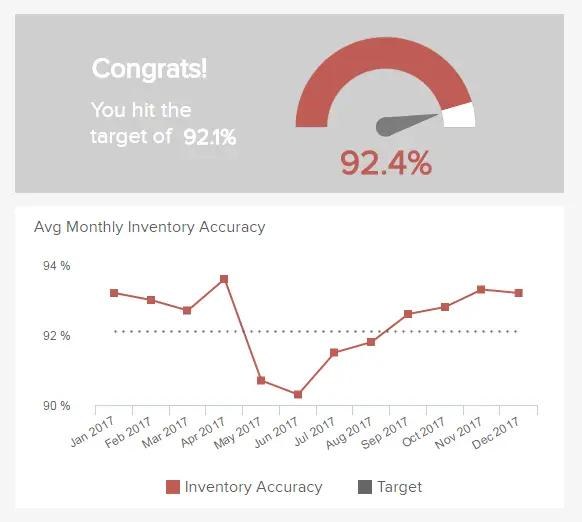 Congrats!
You hit the
target of 92.1%
92.4%
Avg Monthly Inventory Accuracy
94 %
92 %
90 %
Jan 2017
Feb 2017
Mar 2017
Apr 2017
May 2017
Jun 2017
Jul 2017
Aug 2017
Sep 2017
Oct 2017
Nov 2017
Dec 2017
Inventory Accuracy
Target